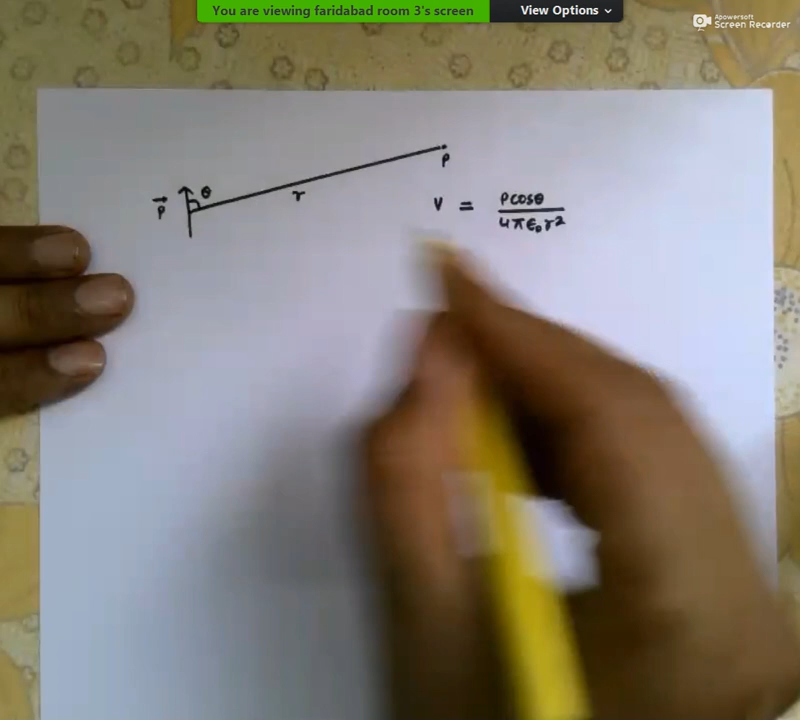 You are viewing faridabad room 3's screen
View Options
Apowersoft
Screen Recorder
P
θ
r
p⃗
V = pcosθ / 4πε₀r²